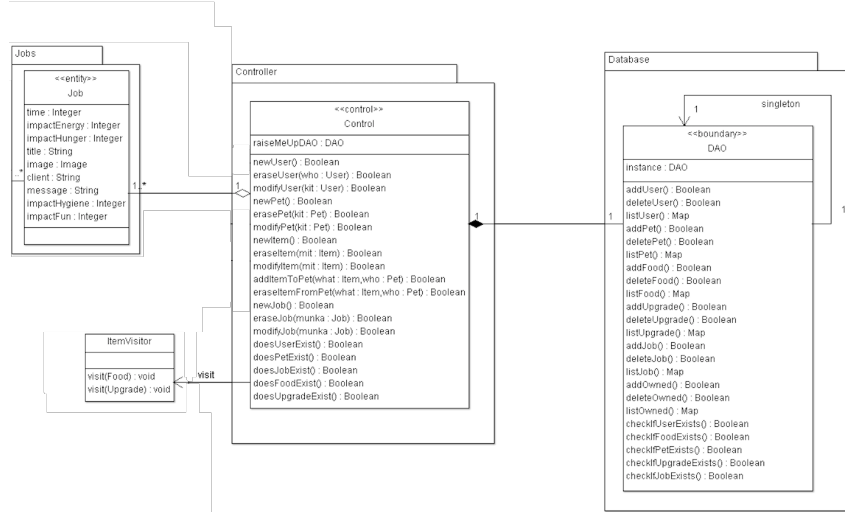 Jobs
<<entity>>
Job
time : Integer
impactEnergy : Integer
impactHunger : Integer
title : String
image : Image
client : String
message : String
impactHygiene : Integer
impactFun : Integer
..*
1..*
1
Controller
<<control>>
Control
raiseMeUpDAO : DAO
newUser() : Boolean
eraseUser(who : User) : Boolean
modifyUser(kit : User) : Boolean
newPet() : Boolean
erasePet(kit : Pet) : Boolean
modifyPet(kit : Pet) : Boolean
newItem() : Boolean
eraseItem(mit : Item) : Boolean
modifyItem(mit : Item) : Boolean
addItemToPet(what : Item,who : Pet) : Boolean
eraseItemFromPet(what : Item,who : Pet) : Boolean
newJob() : Boolean
eraseJob(munka : Job) : Boolean
modifyJob(munka : Job) : Boolean
doesUserExist() : Boolean
doesPetExist() : Boolean
doesJobExist() : Boolean
doesFoodExist() : Boolean
doesUpgradeExist() : Boolean
ItemVisitor
visit(Food) : void
visit(Upgrade) : void
visit
1
1
Database
1
singleton
<<boundary>>
DAO
instance : DAO
addUser() : Boolean
deleteUser() : Boolean
listUser() : Map
addPet() : Boolean
deletePet() : Boolean
listPet() : Map
addFood() : Boolean
deleteFood() : Boolean
listFood() : Map
addUpgrade() : Boolean
deleteUpgrade() : Boolean
listUpgrade() : Map
addJob() : Boolean
deleteJob() : Boolean
listJob() : Map
addOwned() : Boolean
deleteOwned() : Boolean
listOwned() : Map
checkIfUserExists() : Boolean
checkIfFoodExists() : Boolean
checkIfPetExists() : Boolean
checkIfUpgradeExists() : Boolean
checkIfJobExists() : Boolean
1